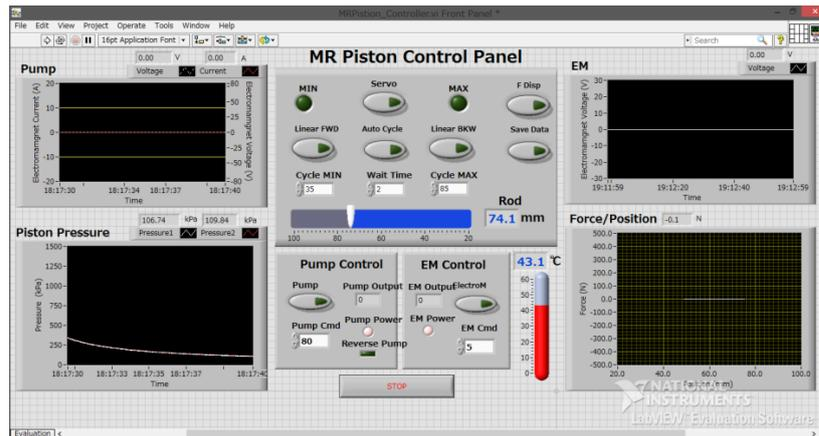 MRPistion_Controller.vi Front Panel *
File Edit View Project Operate Tools Window Help
16pt Application Font
Search
MR Piston Control Panel
Pump
0.00 V 0.00 A
Voltage Current
Electromamgnet Current (A)
20
10
0
-10
-20
80
50
25
0
-25
-50
-80
Electromamgnet Voltage (V)
18:17:30 18:17:34 18:17:37 18:17:40
Time
106.74 kPa 109.84 kPa
Piston Pressure
Pressure1 Pressure2
Pressure (kPa)
1500
1250
1000
750
500
250
0
18:17:30 18:17:33 18:17:35 18:17:37 18:17:40
Time
MIN Servo MAX F Disp
Linear FWD Auto Cycle Linear BKW Save Data
Cycle MIN Wait Time Cycle MAX
35 2 85
Rod
74.1 mm
100 80 60 40 20
Pump Control
Pump Pump Output
0
Pump Cmd Pump Power
80
Reverse Pump
EM Control
EM Output ElectroM
0
EM Power EM Cmd
5
43.1 °C
60
50
40
30
20
10
0
STOP
EM
0.00 V
Voltage
Electromamgnet Voltage (V)
30
20
10
0
-10
-20
-30
19:11:59 19:12:20 19:12:40 19:12:59
Time
Force/Position -0.1 N
Force (N)
500.0
400.0
300.0
200.0
100.0
0.0
-100.0
-200.0
-300.0
-400.0
-500.0
20.0 40.0 60.0 80.0 100.0
Position (mm)
NATIONAL
INSTRUMENTS
LabVIEW Evaluation Software
Evaluation